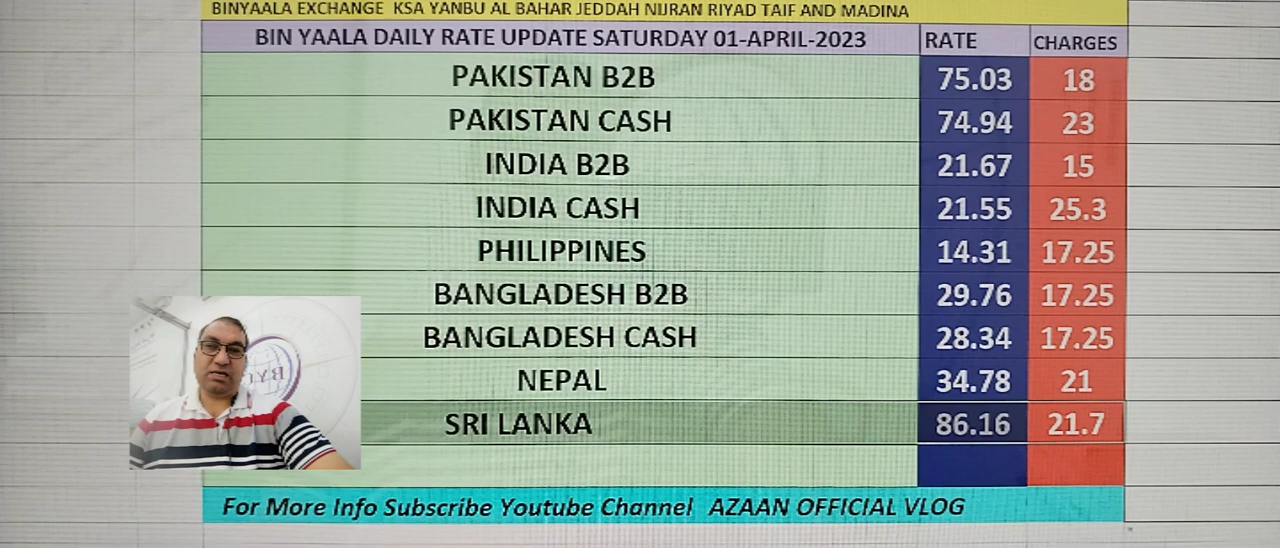 BINYAALA EXCHANGE KSA YANBU AL BAHAR JEDDAH NIJRAN RIYAD TAIF AND MADINA
BIN YAALA DAILY RATE UPDATE SATURDAY 01-APRIL-2023 RATE CHARGES
PAKISTAN B2B 75.03 18
PAKISTAN CASH 74.94 23
INDIA B2B 21.67 15
INDIA CASH 21.55 25.3
PHILIPPINES 14.31 17.25
BANGLADESH B2B 29.76 17.25
BANGLADESH CASH 28.34 17.25
NEPAL 34.78 21
SRI LANKA 86.16 21.7
For More Info Subscribe Youtube Channel AZAAN OFFICIAL VLOG